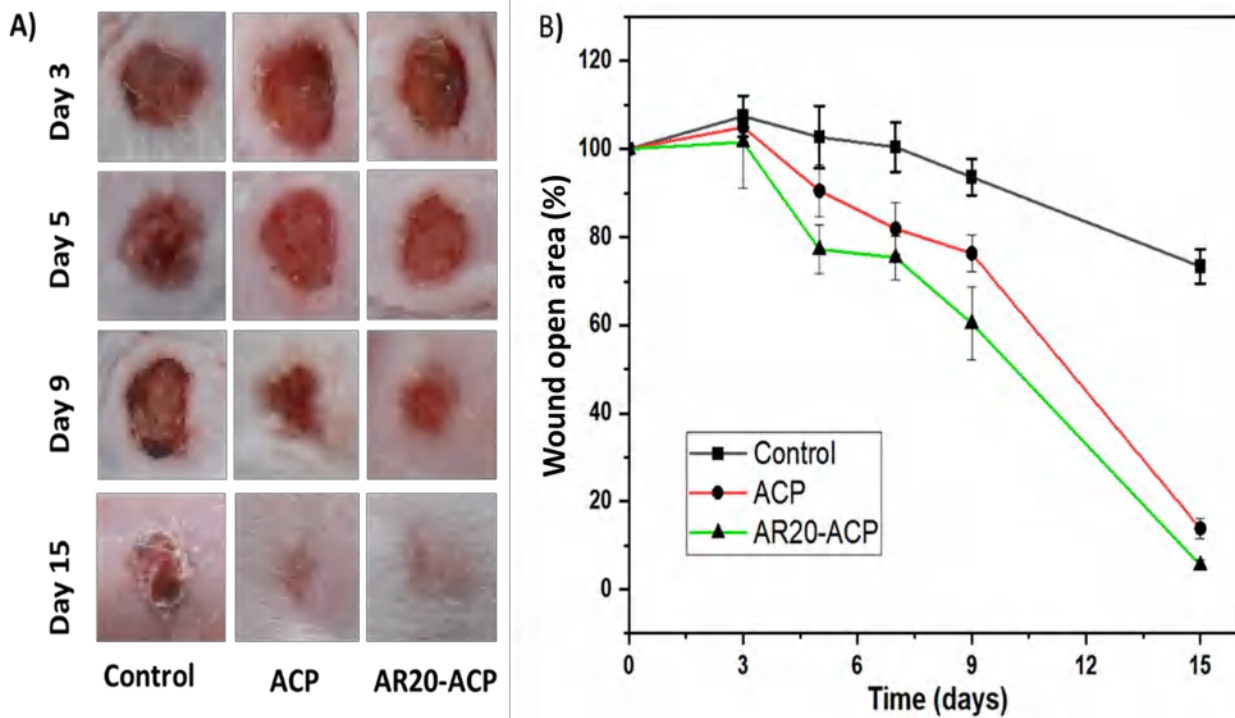 A)
Day 3
Day 5
Day 9
Day 15
Control
ACP
AR20-ACP
B)
Wound open area (%)
120
100
80
60
40
20
0
Control
ACP
AR20-ACP
0
3
6
9
12
15
Time (days)